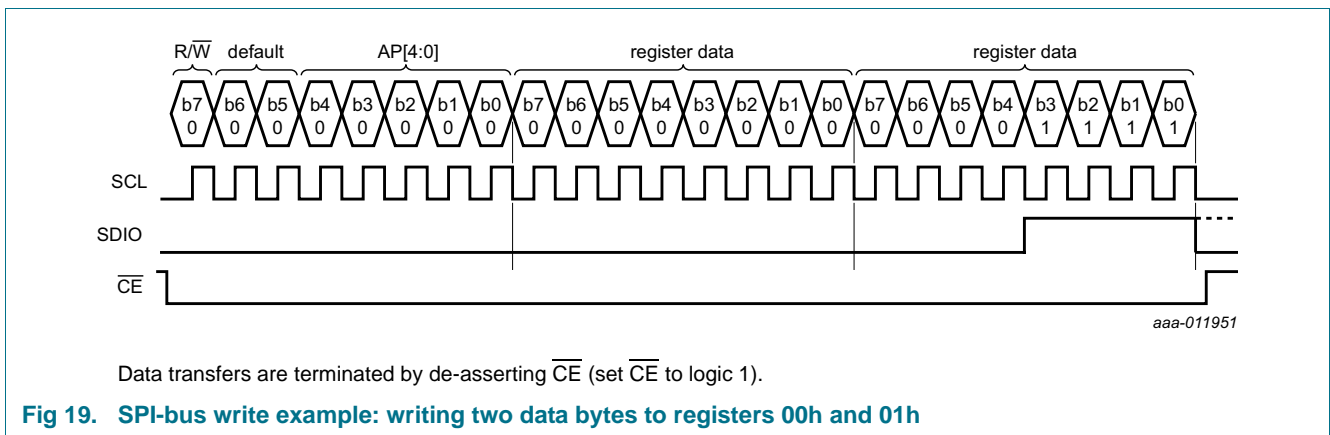 R/W̅ default AP[4:0] register data register data
b7 b6 b5 b4 b3 b2 b1 b0 b7 b6 b5 b4 b3 b2 b1 b0 b7 b6 b5 b4 b3 b2 b1 b0
0 0 0 0 0 0 0 0 0 0 0 0 0 0 0 0 0 0 0 0 1 1 1 1
SCL
SDIO
C̅E̅
aaa-011951
Data transfers are terminated by de-asserting C̅E̅ (set C̅E̅ to logic 1).
Fig 19. SPI-bus write example: writing two data bytes to registers 00h and 01h